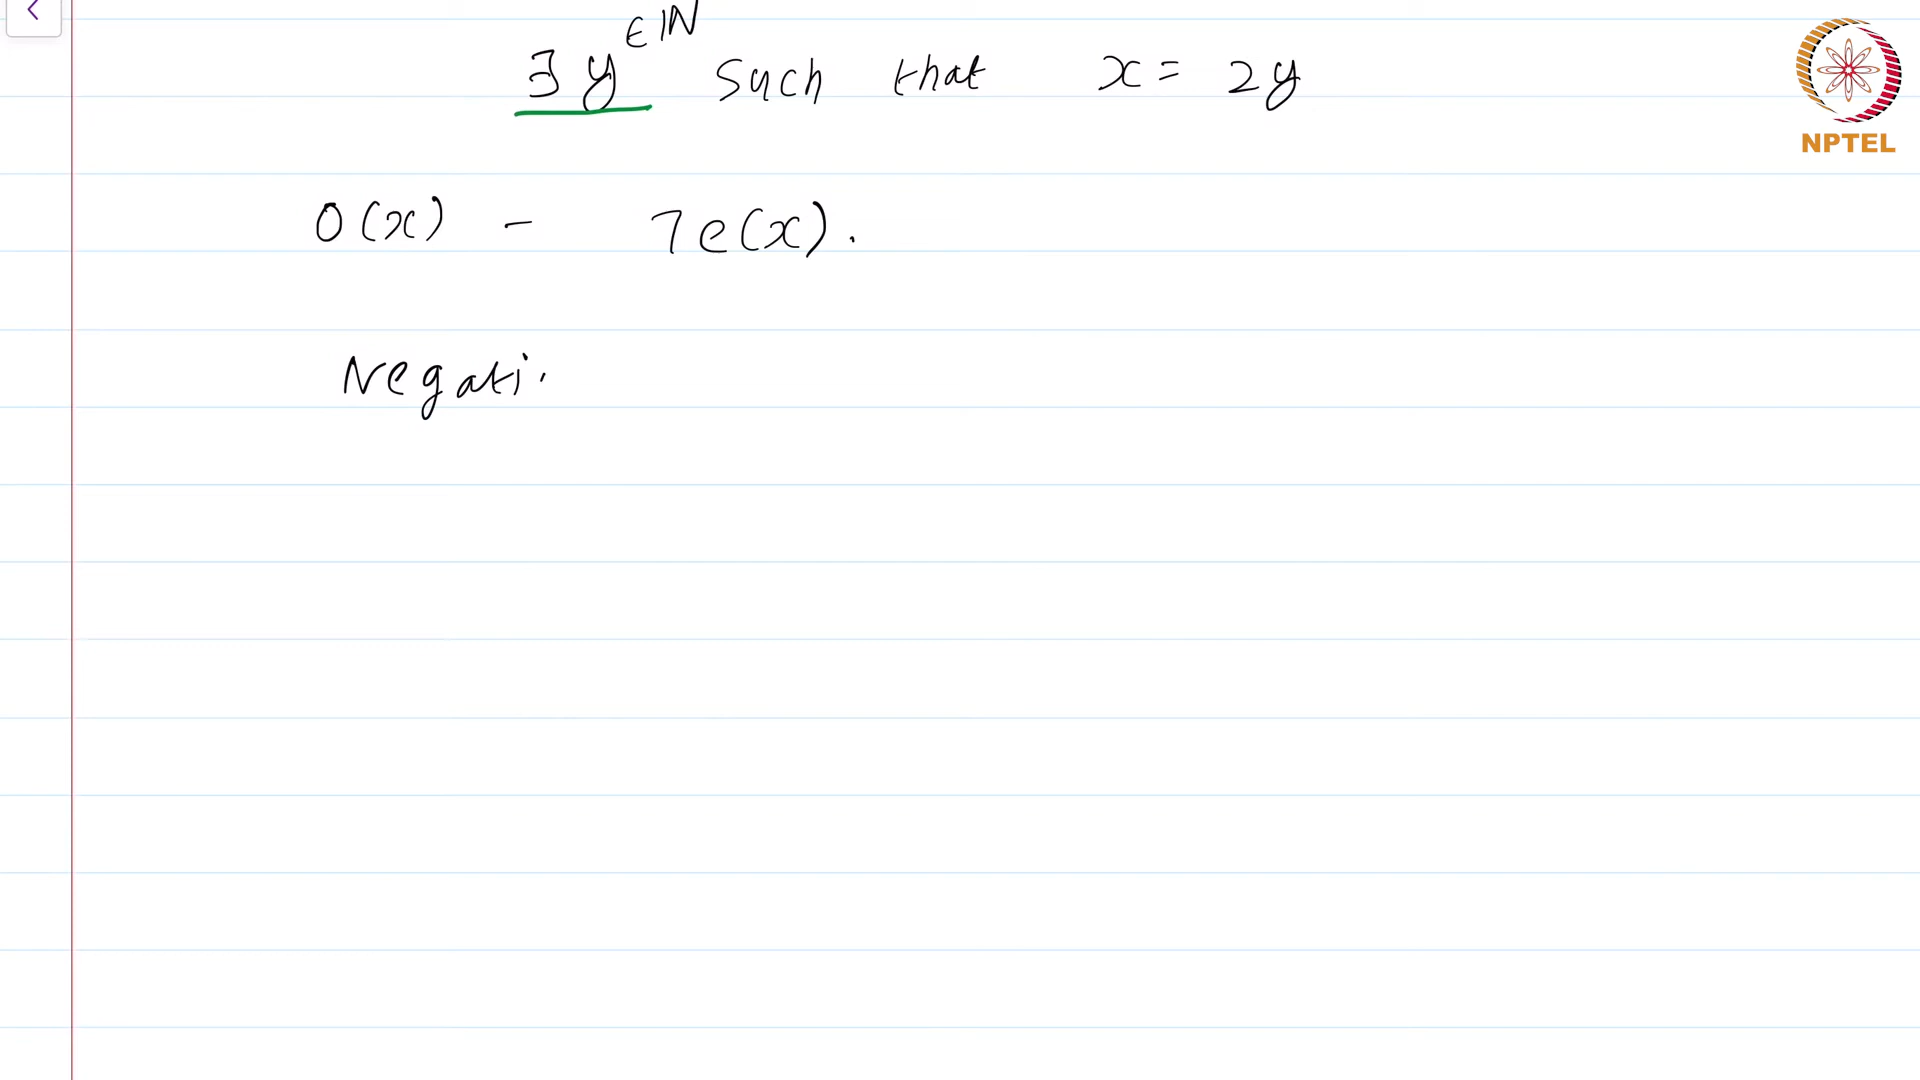 ∃ y ∈ ℕ such that x = 2y
NPTEL
O(x) - ¬e(x).
Negati